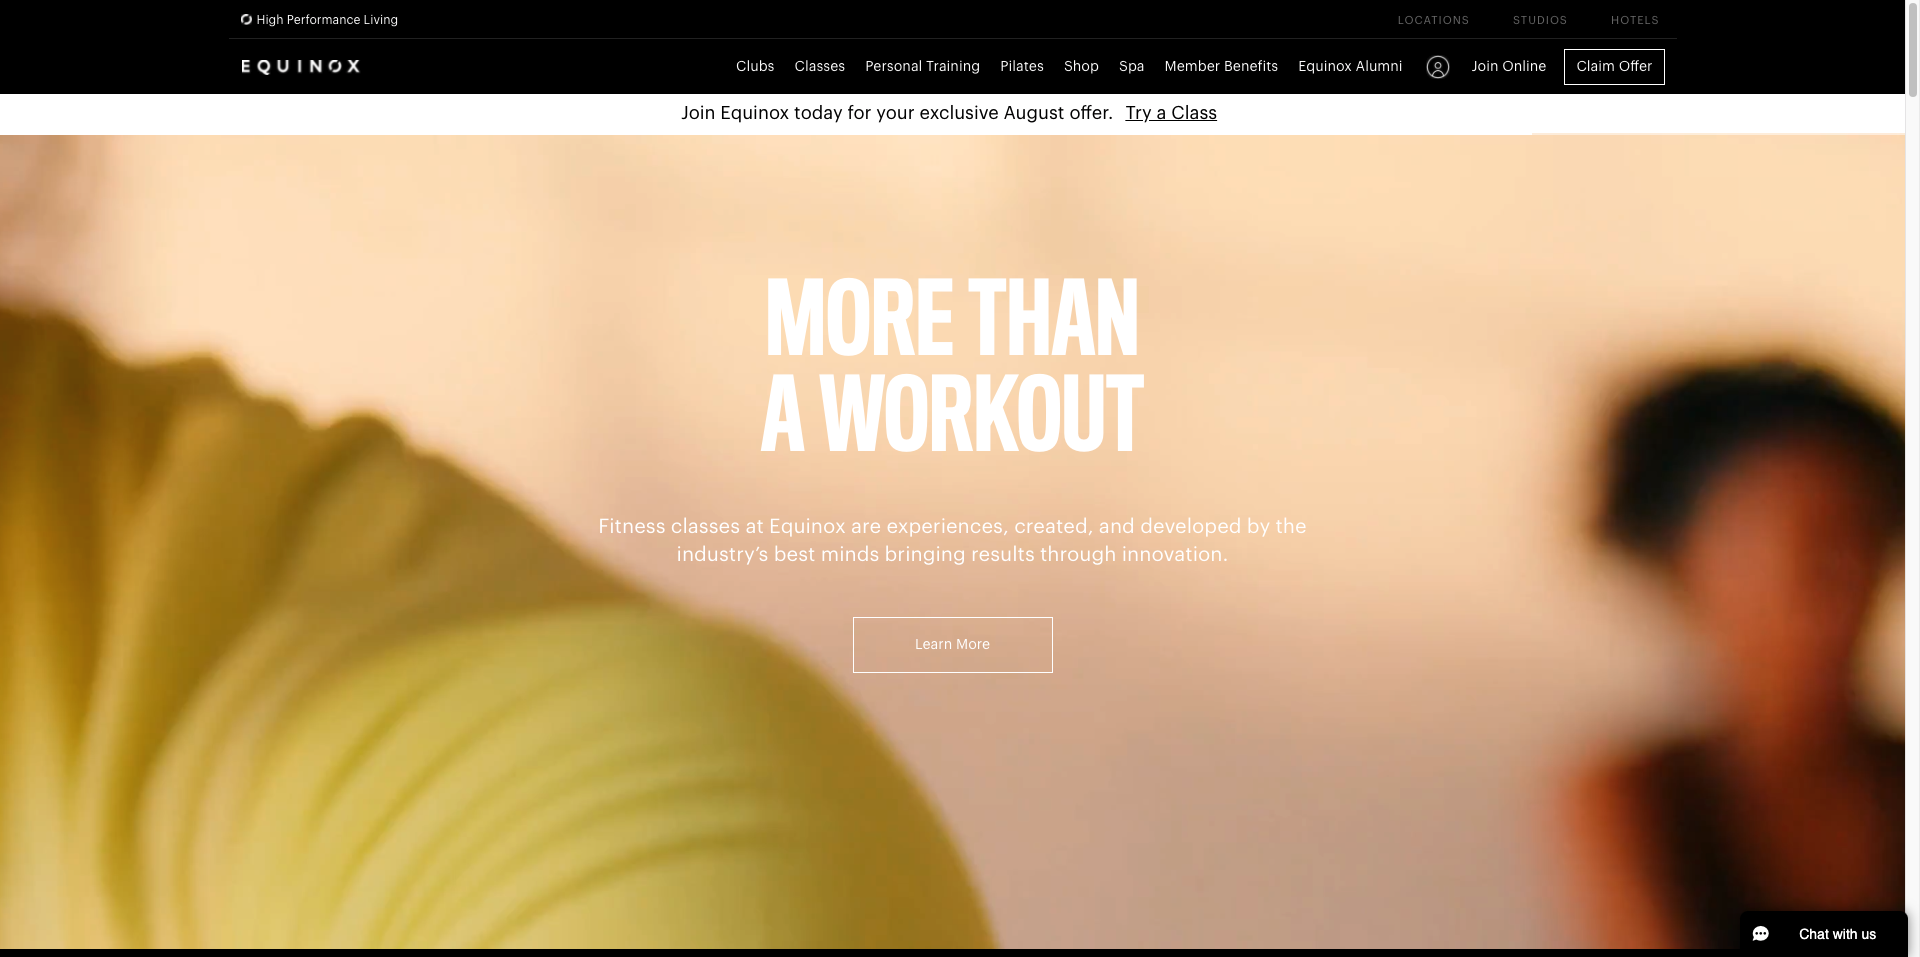 High Performance Living
LOCATIONS STUDIOS HOTELS
EQUINOX
Clubs Classes Personal Training Pilates Shop Spa Member Benefits Equinox Alumni Join Online Claim Offer
Join Equinox today for your exclusive August offer. Try a Class
MORE THAN
A WORKOUT
Fitness classes at Equinox are experiences, created, and developed by the
industry’s best minds bringing results through innovation.
Learn More
Chat with us